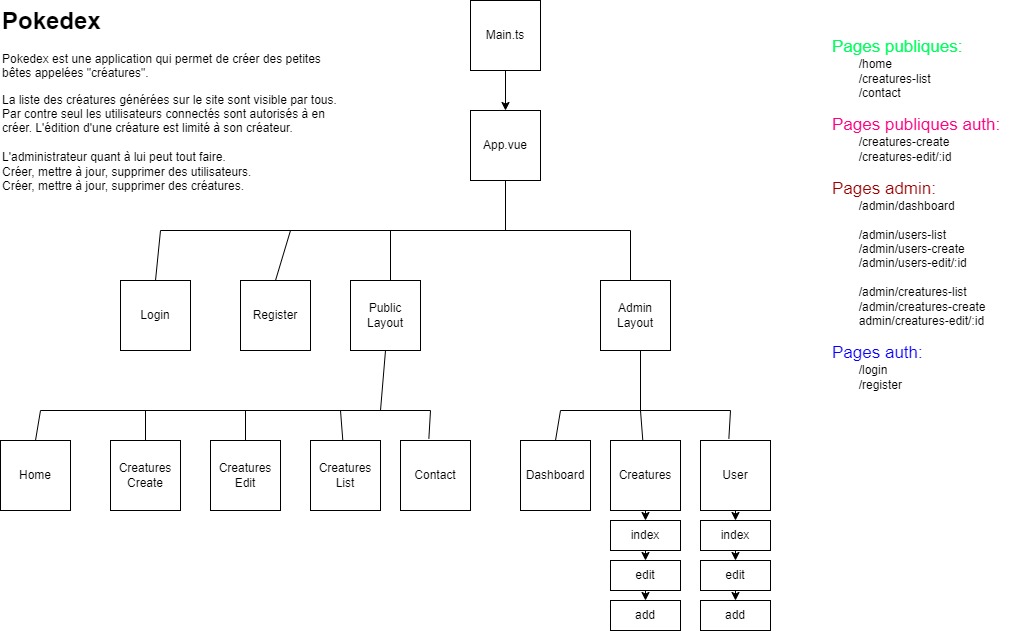 Pokedex
Pokedex est une application qui permet de créer des petites
bêtes appelées "créatures".
La liste des créatures générées sur le site sont visible par tous.
Par contre seul les utilisateurs connectés sont autorisés à en
créer. L'édition d'une créature est limité à son créateur.
L'administrateur quant à lui peut tout faire.
Créer, mettre à jour, supprimer des utilisateurs.
Créer, mettre à jour, supprimer des créatures.
Main.ts
App.vue
Login
Register
Public
Layout
Admin
Layout
Home
Creatures
Create
Creatures
Edit
Creatures
List
Contact
Dashboard
Creatures
User
index
index
edit
edit
add
add
Pages publiques:
/home
/creatures-list
/contact
Pages publiques auth:
/creatures-create
/creatures-edit/:id
Pages admin:
/admin/dashboard
/admin/users-list
/admin/users-create
/admin/users-edit/:id
/admin/creatures-list
/admin/creatures-create
admin/creatures-edit/:id
Pages auth:
/login
/register